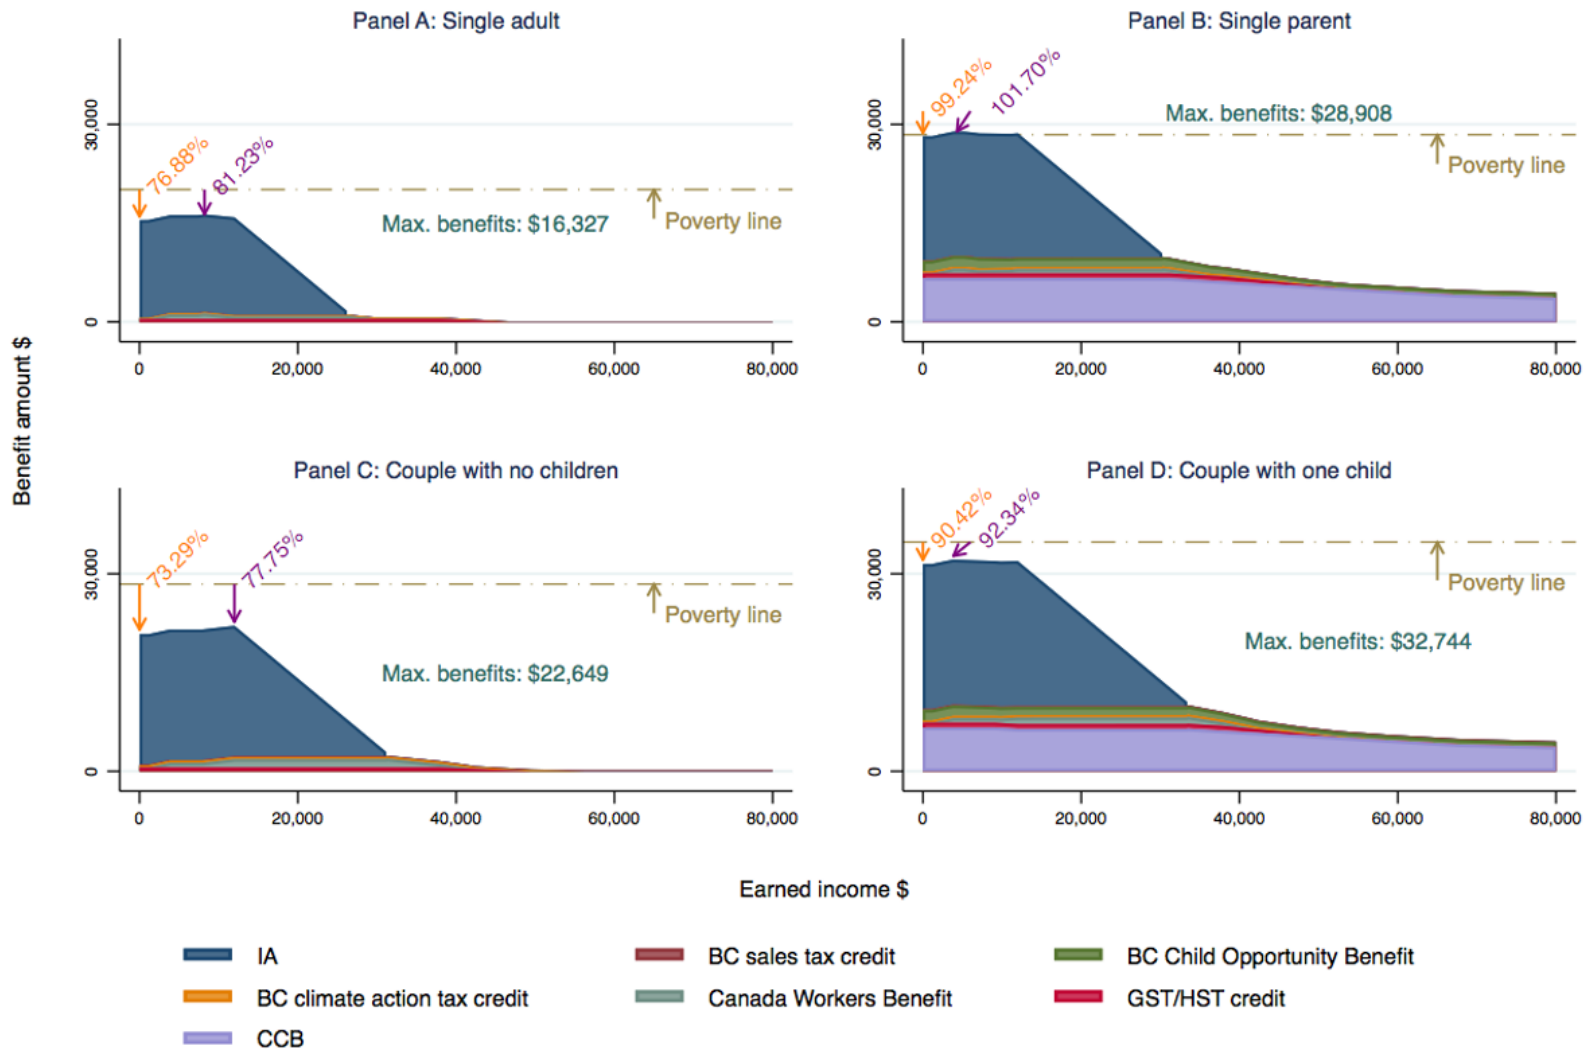 Panel A: Single adult
Panel B: Single parent
Benefit amount $
30,000
0
76.88%
81.23%
Max. benefits: $16,327
Poverty line
0
20,000
40,000
60,000
80,000
30,000
0
99.24%
101.70%
Max. benefits: $28,908
Poverty line
0
20,000
40,000
60,000
80,000
Panel C: Couple with no children
Panel D: Couple with one child
30,000
0
73.29%
77.75%
Poverty line
Max. benefits: $22,649
0
20,000
40,000
60,000
80,000
30,000
0
90.42%
92.34%
Poverty line
Max. benefits: $32,744
0
20,000
40,000
60,000
80,000
Earned income $
IA
BC sales tax credit
BC Child Opportunity Benefit
BC climate action tax credit
Canada Workers Benefit
GST/HST credit
CCB